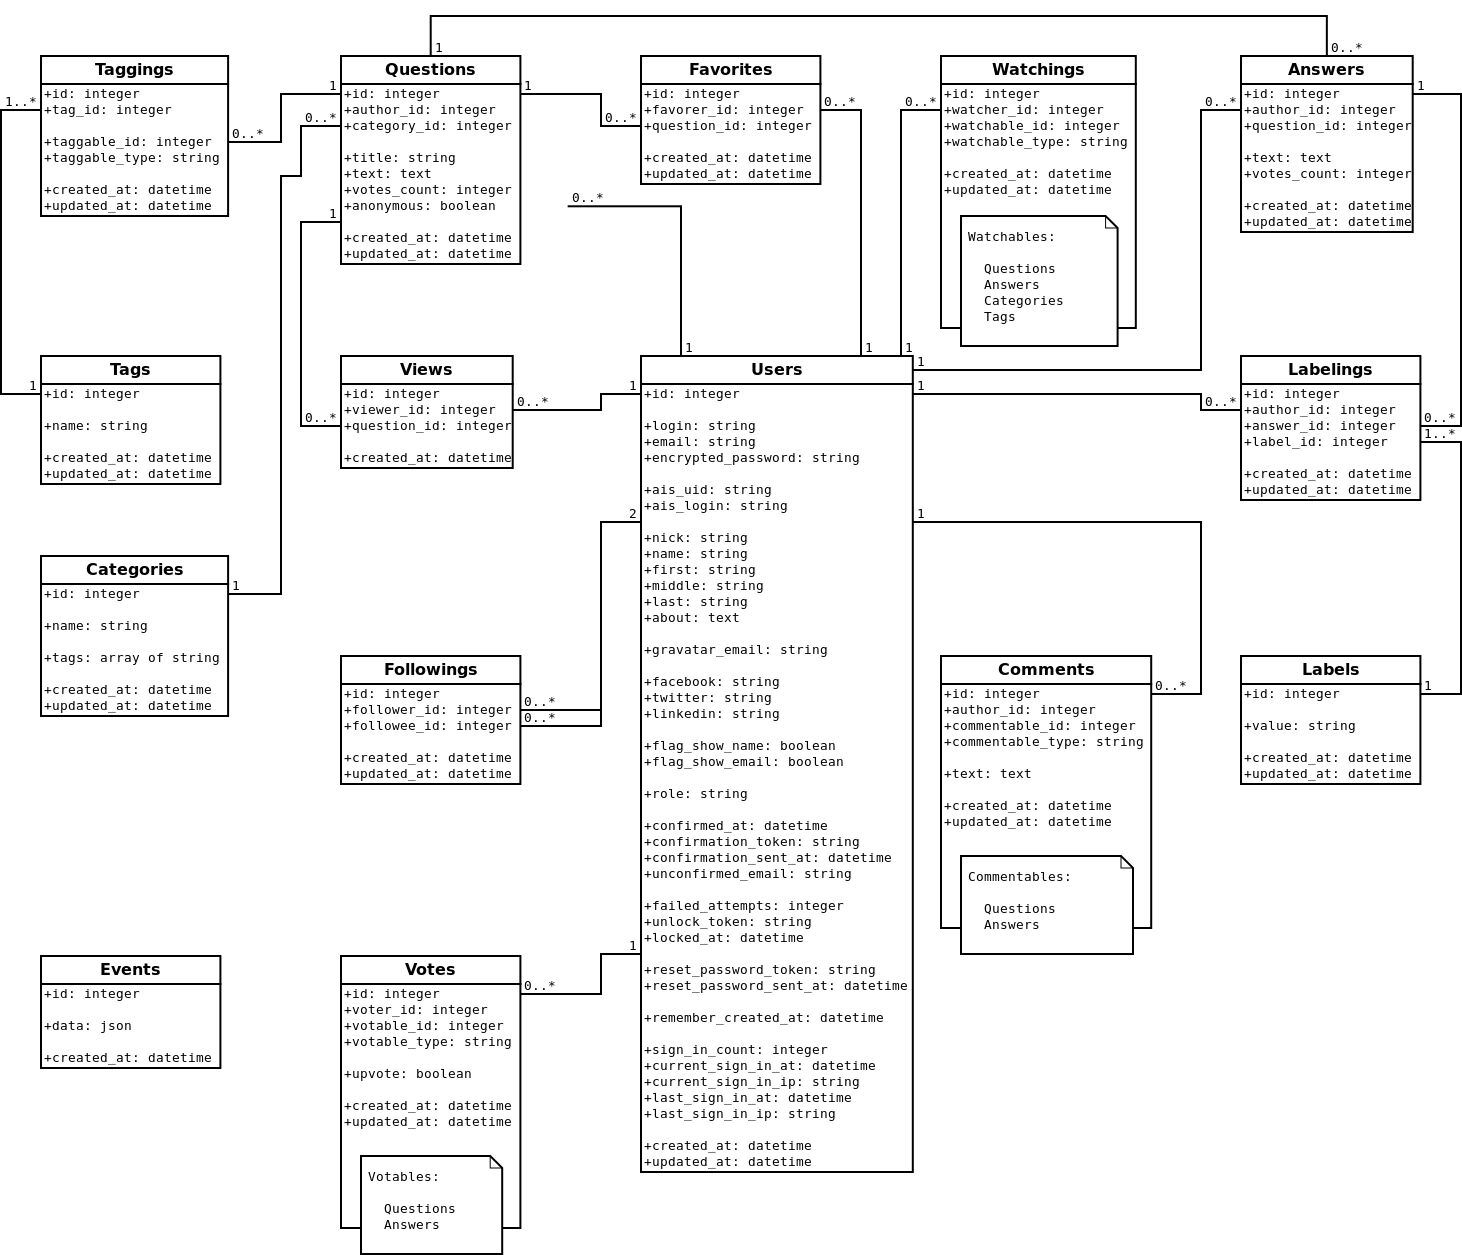 1
0..*
Taggings
1..*
+id: integer
+tag_id: integer
+taggable_id: integer
+taggable_type: string
+created_at: datetime
+updated_at: datetime
0..*
Questions
1
0..*
1
+id: integer
+author_id: integer
+category_id: integer
+title: string
+text: text
+votes_count: integer
+anonymous: boolean
+created_at: datetime
+updated_at: datetime
1
0..*
Favorites
+id: integer
+favorer_id: integer
+question_id: integer
+created_at: datetime
+updated_at: datetime
0..*
0..*
Watchings
0..*
+id: integer
+watcher_id: integer
+watchable_id: integer
+watchable_type: string
+created_at: datetime
+updated_at: datetime
Watchables:
Questions
Answers
Categories
Tags
Answers
0..*
1
+id: integer
+author_id: integer
+question_id: integer
+text: text
+votes_count: integer
+created_at: datetime
+updated_at: datetime
Tags
1
+id: integer
+name: string
+created_at: datetime
+updated_at: datetime
Views
0..*
+id: integer
+viewer_id: integer
+question_id: integer
+created_at: datetime
0..*
1
1
1
Users
1
1
1
2
1
1
+id: integer
+login: string
+email: string
+encrypted_password: string
+ais_uid: string
+ais_login: string
+nick: string
+name: string
+first: string
+middle: string
+last: string
+about: text
+gravatar_email: string
+facebook: string
+twitter: string
+linkedin: string
+flag_show_name: boolean
+flag_show_email: boolean
+role: string
+confirmed_at: datetime
+confirmation_token: string
+confirmation_sent_at: datetime
+unconfirmed_email: string
+failed_attempts: integer
+unlock_token: string
+locked_at: datetime
+reset_password_token: string
+reset_password_sent_at: datetime
+remember_created_at: datetime
+sign_in_count: integer
+current_sign_in_at: datetime
+current_sign_in_ip: string
+last_sign_in_at: datetime
+last_sign_in_ip: string
+created_at: datetime
+updated_at: datetime
Labelings
0..*
+id: integer
+author_id: integer
+answer_id: integer
+label_id: integer
+created_at: datetime
+updated_at: datetime
0..*
1..*
Categories
1
+id: integer
+name: string
+tags: array of string
+created_at: datetime
+updated_at: datetime
Followings
+id: integer
+follower_id: integer
+followee_id: integer
+created_at: datetime
+updated_at: datetime
0..*
0..*
Comments
0..*
+id: integer
+author_id: integer
+commentable_id: integer
+commentable_type: string
+text: text
+created_at: datetime
+updated_at: datetime
Commentables:
Questions
Answers
Labels
1
+id: integer
+value: string
+created_at: datetime
+updated_at: datetime
Events
+id: integer
+data: json
+created_at: datetime
Votes
0..*
+id: integer
+voter_id: integer
+votable_id: integer
+votable_type: string
+upvote: boolean
+created_at: datetime
+updated_at: datetime
Votables:
Questions
Answers